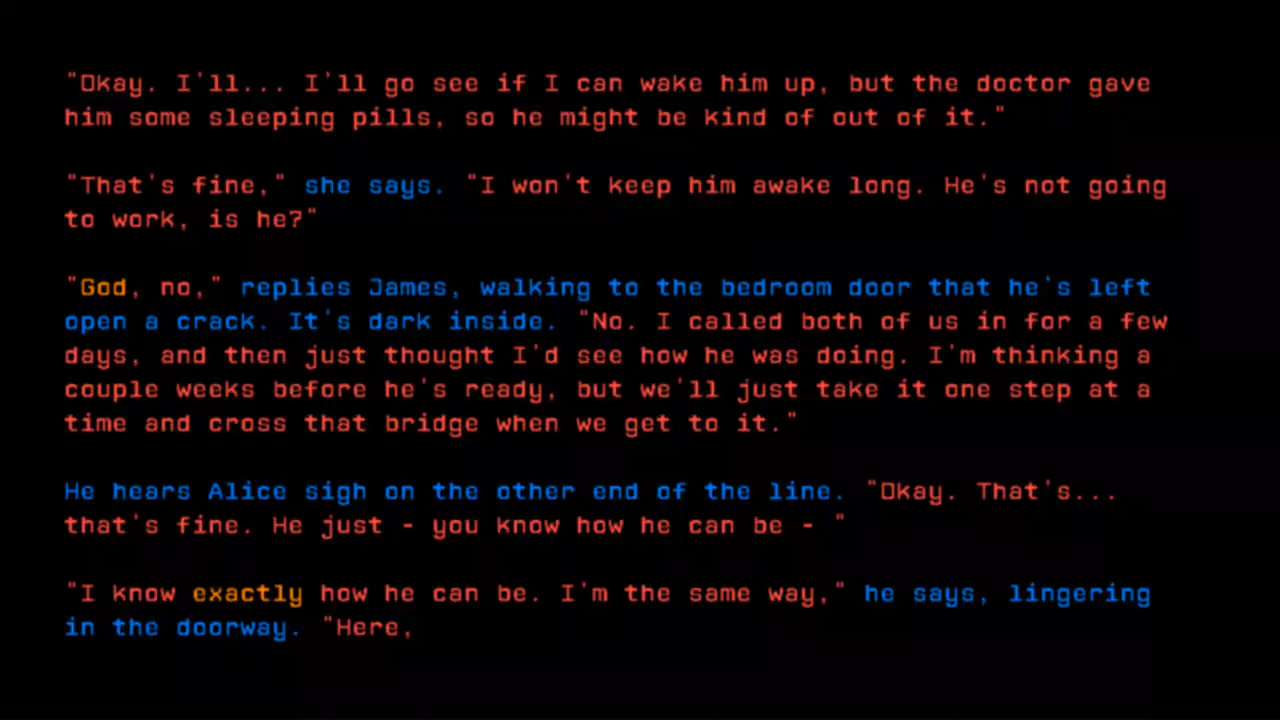 "Okay. I'll... I'll go see if I can wake him up, but the doctor gave
him some sleeping pills, so he might be kind of out of it."
"That's fine," she says. "I won't keep him awake long. He's not going
to work, is he?"
"God, no," replies James, walking to the bedroom door that he's left
open a crack. It's dark inside. "No. I called both of us in for a few
days, and then just thought I'd see how he was doing. I'm thinking a
couple weeks before he's ready, but we'll just take it one step at a
time and cross that bridge when we get to it."
He hears Alice sigh on the other end of the line. "Okay. That's...
that's fine. He just - you know how he can be - "
"I know exactly how he can be. I'm the same way," he says, lingering
in the doorway. "Here,